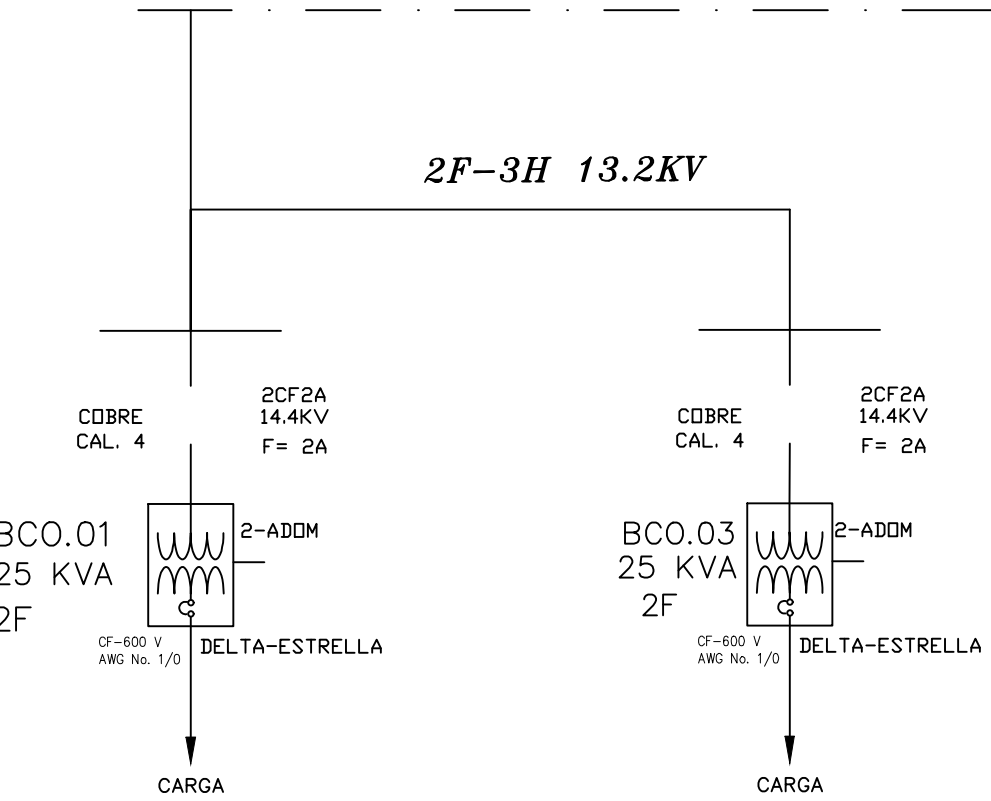 2F-3H 13.2KV
COBRE
CAL. 4
2CF2A
14.4KV
F= 2A
BCO.01
25 KVA
2F
2-ADOM
CF-600 V
AWG No. 1/0
DELTA-ESTRELLA
CARGA
COBRE
CAL. 4
2CF2A
14.4KV
F= 2A
BCO.03
25 KVA
2F
2-ADOM
CF-600 V
AWG No. 1/0
DELTA-ESTRELLA
CARGA